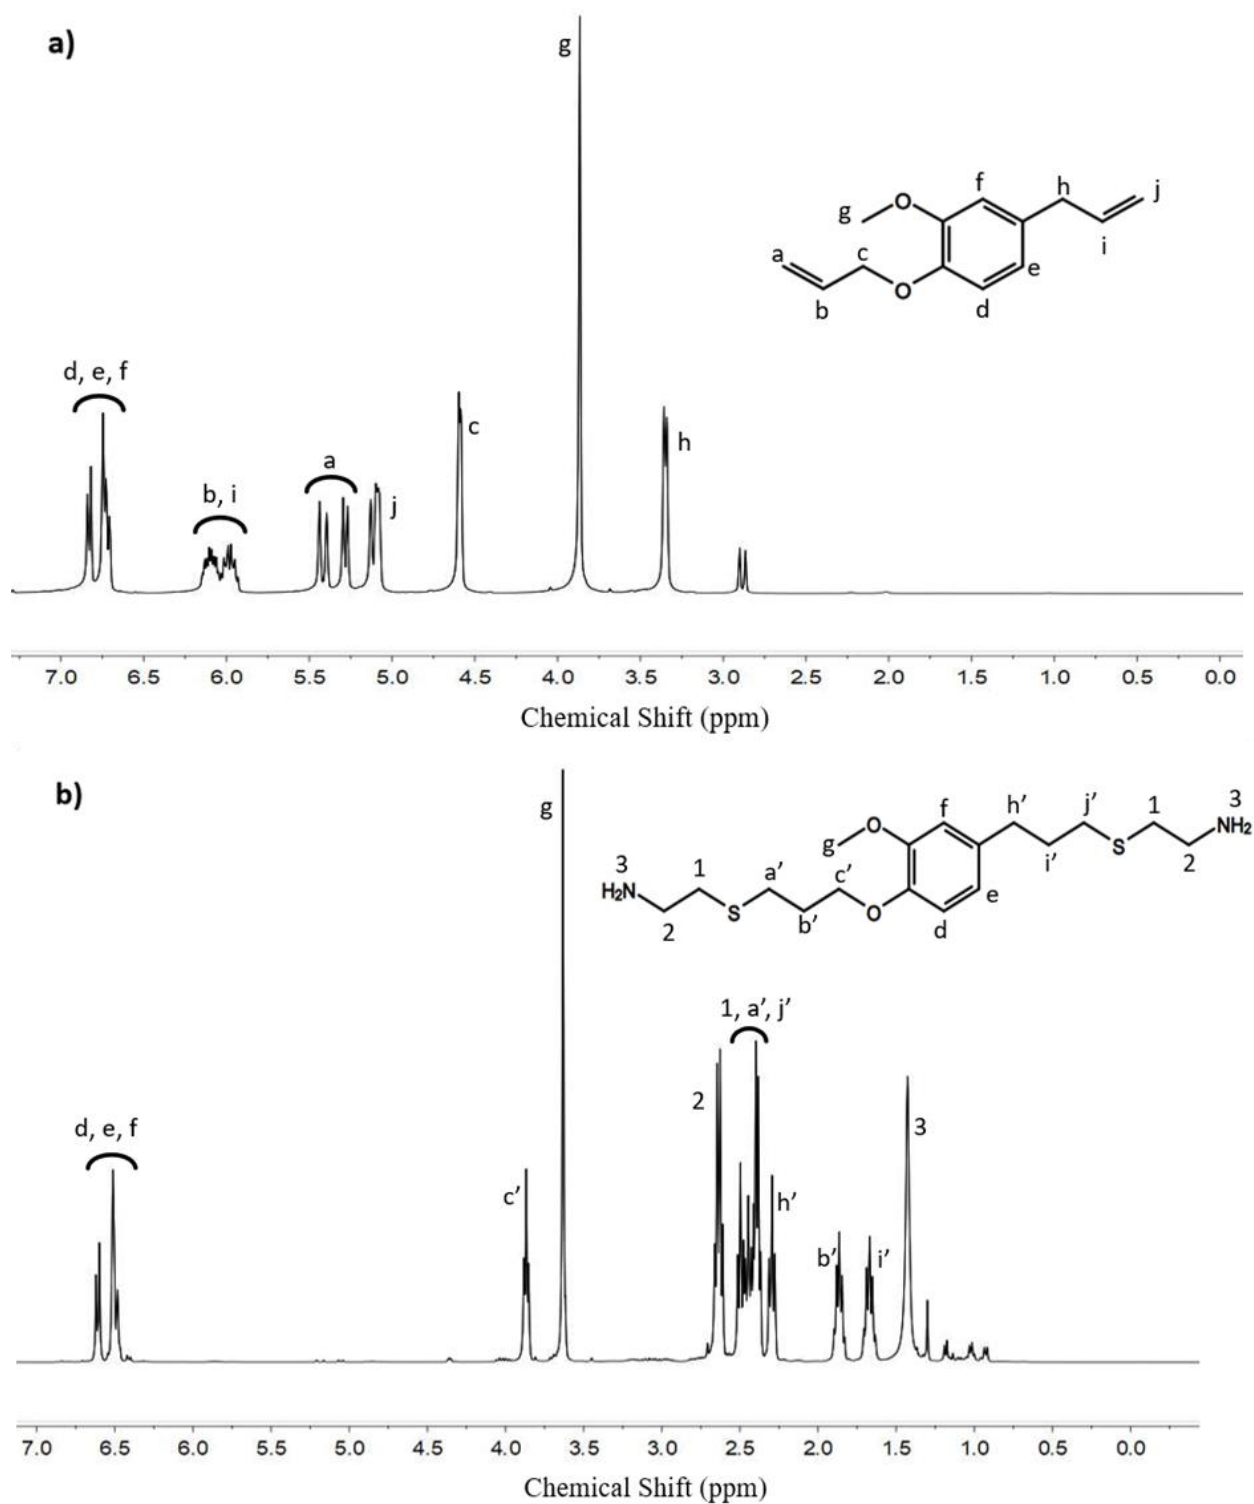 a)
g
f
h
j
g
O
i
a
c
e
b
O
d
d, e, f
c
h
a
b, i
j
7.0 6.5 6.0 5.5 5.0 4.5 4.0 3.5 3.0 2.5 2.0 1.5 1.0 0.5 0.0
Chemical Shift (ppm)
b)
g
f
h′
j′
1
3
NH2
O
g
i′
S
2
3
1
a′
c′
e
H2N
S
O
2
b′
d
1, a′, j′
2
d, e, f
3
c′
h′
b′
i′
7.0 6.5 6.0 5.5 5.0 4.5 4.0 3.5 3.0 2.5 2.0 1.5 1.0 0.5 0.0
Chemical Shift (ppm)